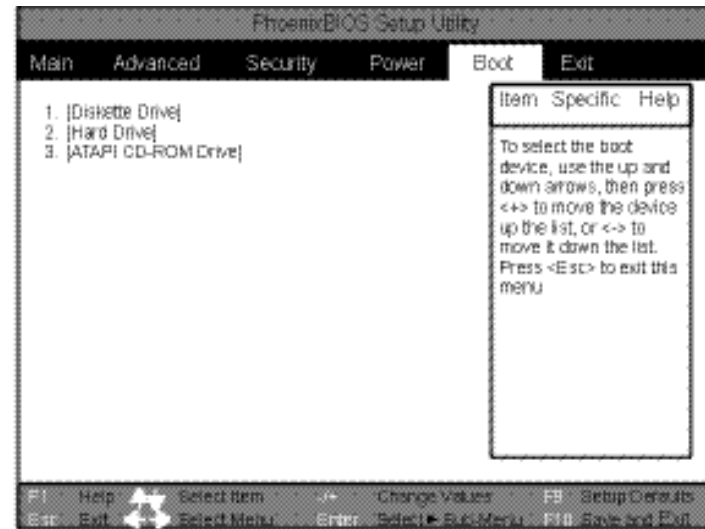 PhoenixBIOS Setup Utility
Main Advanced Security Power Boot Exit
1. [Diskette Drive]
2. [Hard Drive]
3. [ATAPI CD-ROM Drive]
Item Specific Help
To select the boot
device, use the up and
down arrows, then press
<+> to move the device
up the list, or <-> to
move it down the list.
Press <Esc> to exit this
menu
F1 Help Select Item -/+ Change Values F9 Setup Defaults
Esc Exit Select Menu Enter Select ► Sub-Menu F10 Save and Exit